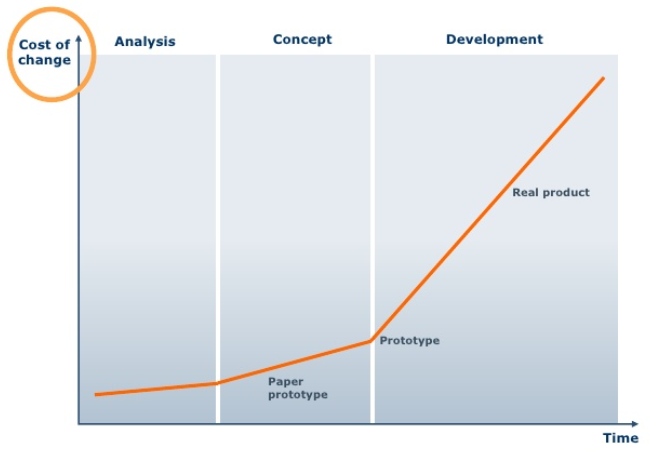 Cost of
change
Analysis
Concept
Development
Real product
Prototype
Paper
prototype
Time